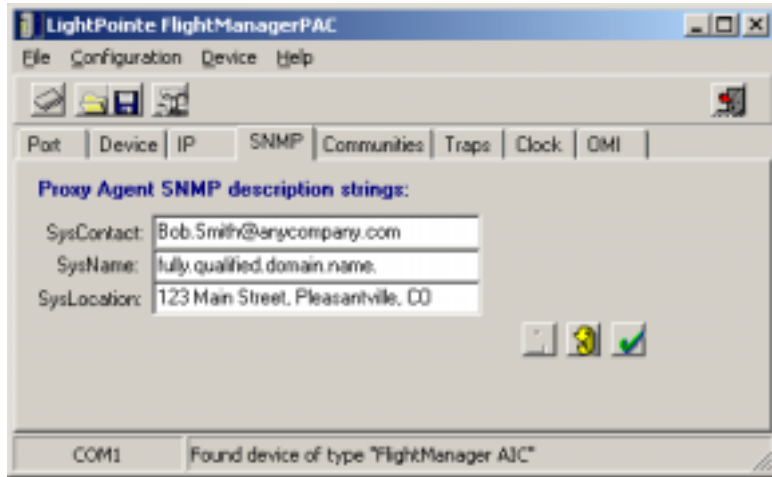 LightPointe FlightManagerPAC
File Configuration Device Help
Port Device IP SNMP Communities Traps Clock OMI
Proxy Agent SNMP description strings:
SysContact: Bob.Smith@anycompany.com
SysName: fully.qualified.domain.name.
SysLocation: 123 Main Street, Pleasantville, CO
COM1 Found device of type "FlightManager AIC"